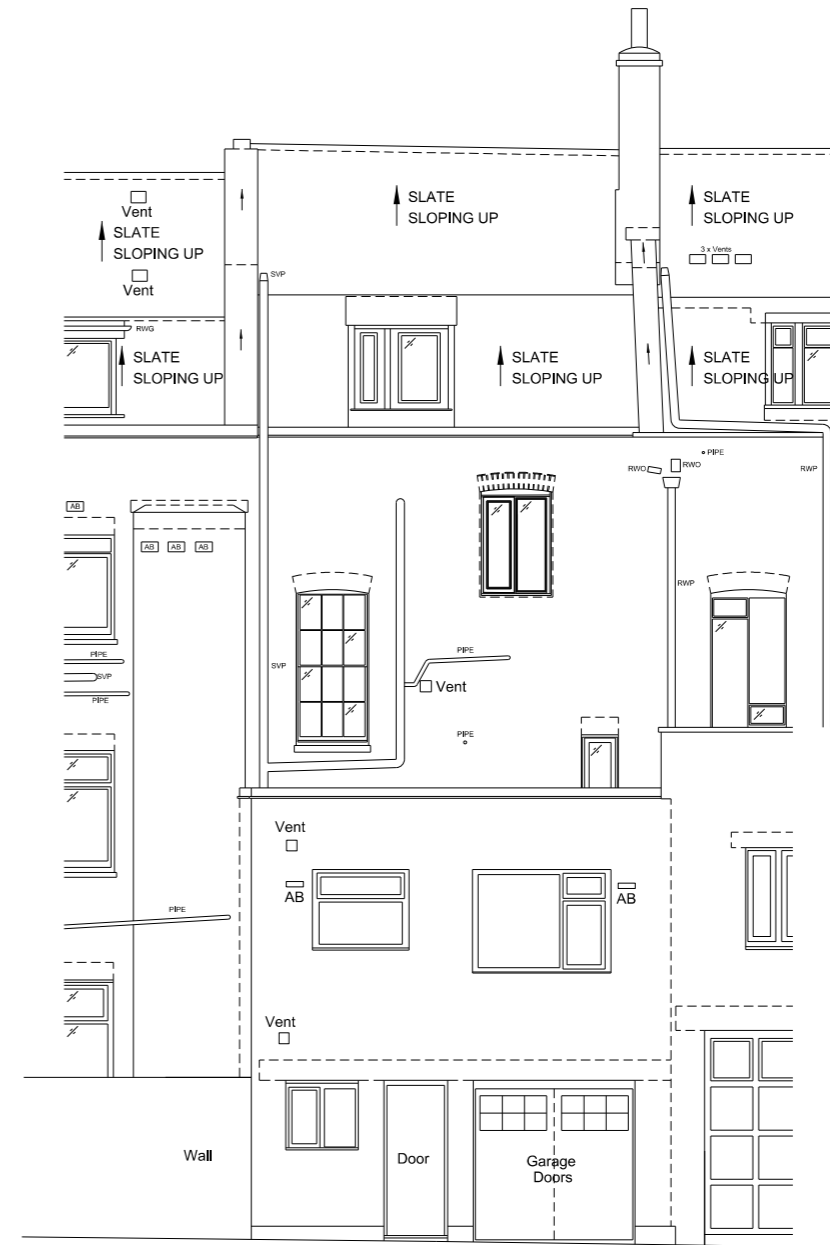 Vent
SLATE
SLOPING UP
SLATE
SLOPING UP
SLATE
SLOPING UP
3 x Vents
Vent
SVP
RWG
SLATE
SLOPING UP
SLATE
SLOPING UP
SLATE
SLOPING UP
PIPE
RWO
RWO
RWP
AB
AB
AB
AB
RWP
PIPE
SVP
PIPE
SVP
PIPE
Vent
PIPE
Vent
AB
AB
PIPE
Vent
Wall
Door
Garage
Doors